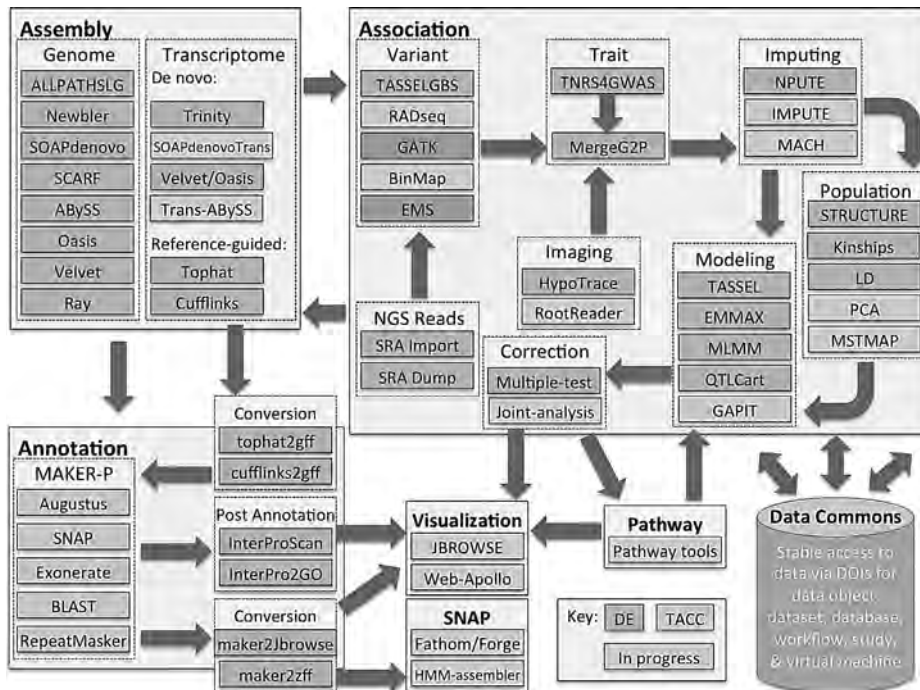 Assembly
Genome
ALLPATHSLG
Newbler
SOAPdenovo
SCARF
ABySS
Oasis
Velvet
Ray
Transcriptome
De novo:
Trinity
SOAPdenovoTrans
Velvet/Oasis
Trans-ABySS
Reference-guided:
Tophat
Cufflinks
Association
Variant
TASSELGBS
RADseq
GATK
BinMap
EMS
Trait
TNRS4GWAS
MergeG2P
Imputing
NPUTE
IMPUTE
MACH
Population
STRUCTURE
Kinships
LD
PCA
MSTMAP
Imaging
HypoTrace
RootReader
Modeling
TASSEL
EMMAX
MLMM
QTLCart
GAPIT
NGS Reads
SRA Import
SRA Dump
Correction
Multiple-test
Joint-analysis
Conversion
tophat2gff
cufflinks2gff
Annotation
MAKER-P
Augustus
SNAP
Exonerate
BLAST
RepeatMasker
Post Annotation
InterProScan
InterPro2GO
Conversion
maker2Jbrowse
maker2zff
Visualization
JBROWSE
Web-Apollo
SNAP
Fathom/Forge
HMM-assembler
Pathway
Pathway tools
Key:
DE
TACC
In progress
Data Commons
Stable access to
data via DOIs for
data object,
dataset, database,
workflow, study,
& virtual machine